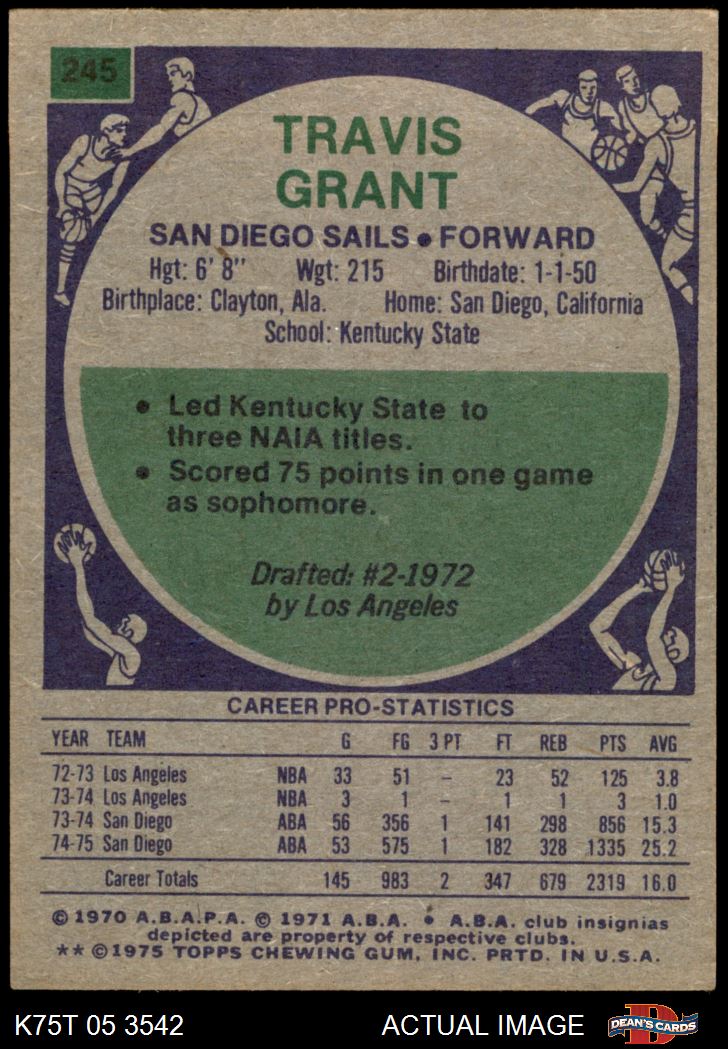 245
TRAVIS
GRANT
SAN DIEGO SAILS • FORWARD
Hgt: 6' 8" Wgt: 215 Birthdate: 1-1-50
Birthplace: Clayton, Ala. Home: San Diego, California
School: Kentucky State
• Led Kentucky State to
three NAIA titles.
• Scored 75 points in one game
as sophomore.
Drafted: #2-1972
by Los Angeles
CAREER PRO-STATISTICS
YEAR TEAM G FG 3 PT FT REB PTS AVG
72-73 Los Angeles NBA 33 51 – 23 52 125 3.8
73-74 Los Angeles NBA 3 1 – 1 1 3 1.0
73-74 San Diego ABA 56 356 1 141 298 856 15.3
74-75 San Diego ABA 53 575 1 182 328 1335 25.2
Career Totals 145 983 2 347 679 2319 16.0
© 1970 A.B.A.P.A. © 1971 A.B.A. • A.B.A. club insignias
depicted are property of respective clubs.
** © 1975 TOPPS CHEWING GUM, INC. PRTD. IN U.S.A.
K75T 05 3542 ACTUAL IMAGE D DEAN'S CARDS